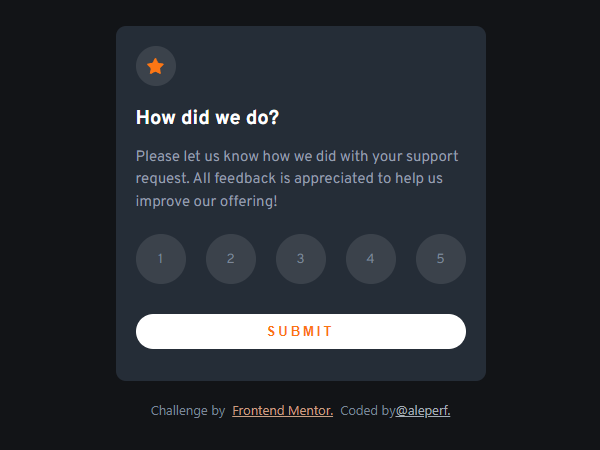 How did we do?
Please let us know how we did with your support
request. All feedback is appreciated to help us
improve our offering!
1 2 3 4 5
SUBMIT
Challenge by Frontend Mentor. Coded by@aleperf.